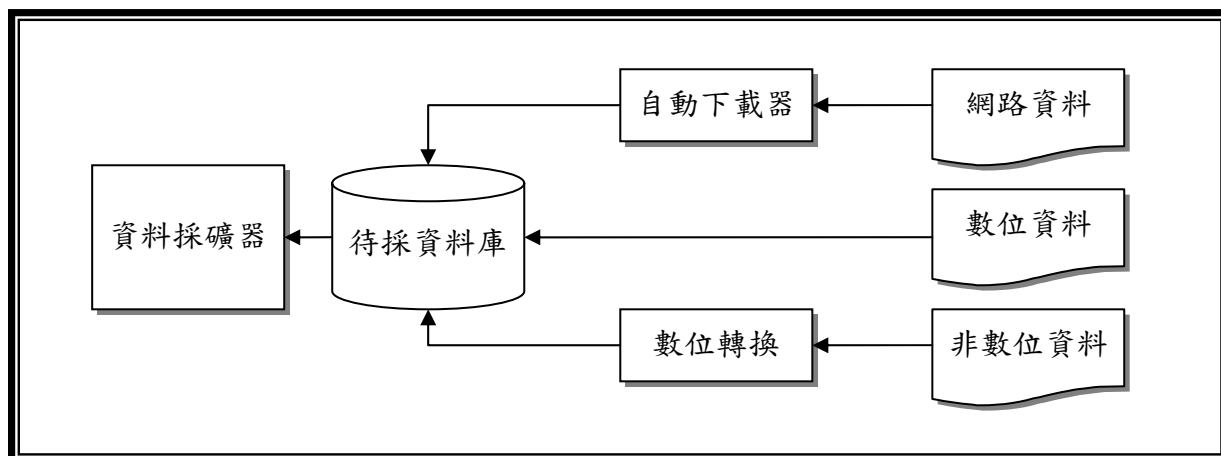 自動下載器
網路資料
資料採礦器
待採資料庫
數位資料
數位轉換
非數位資料